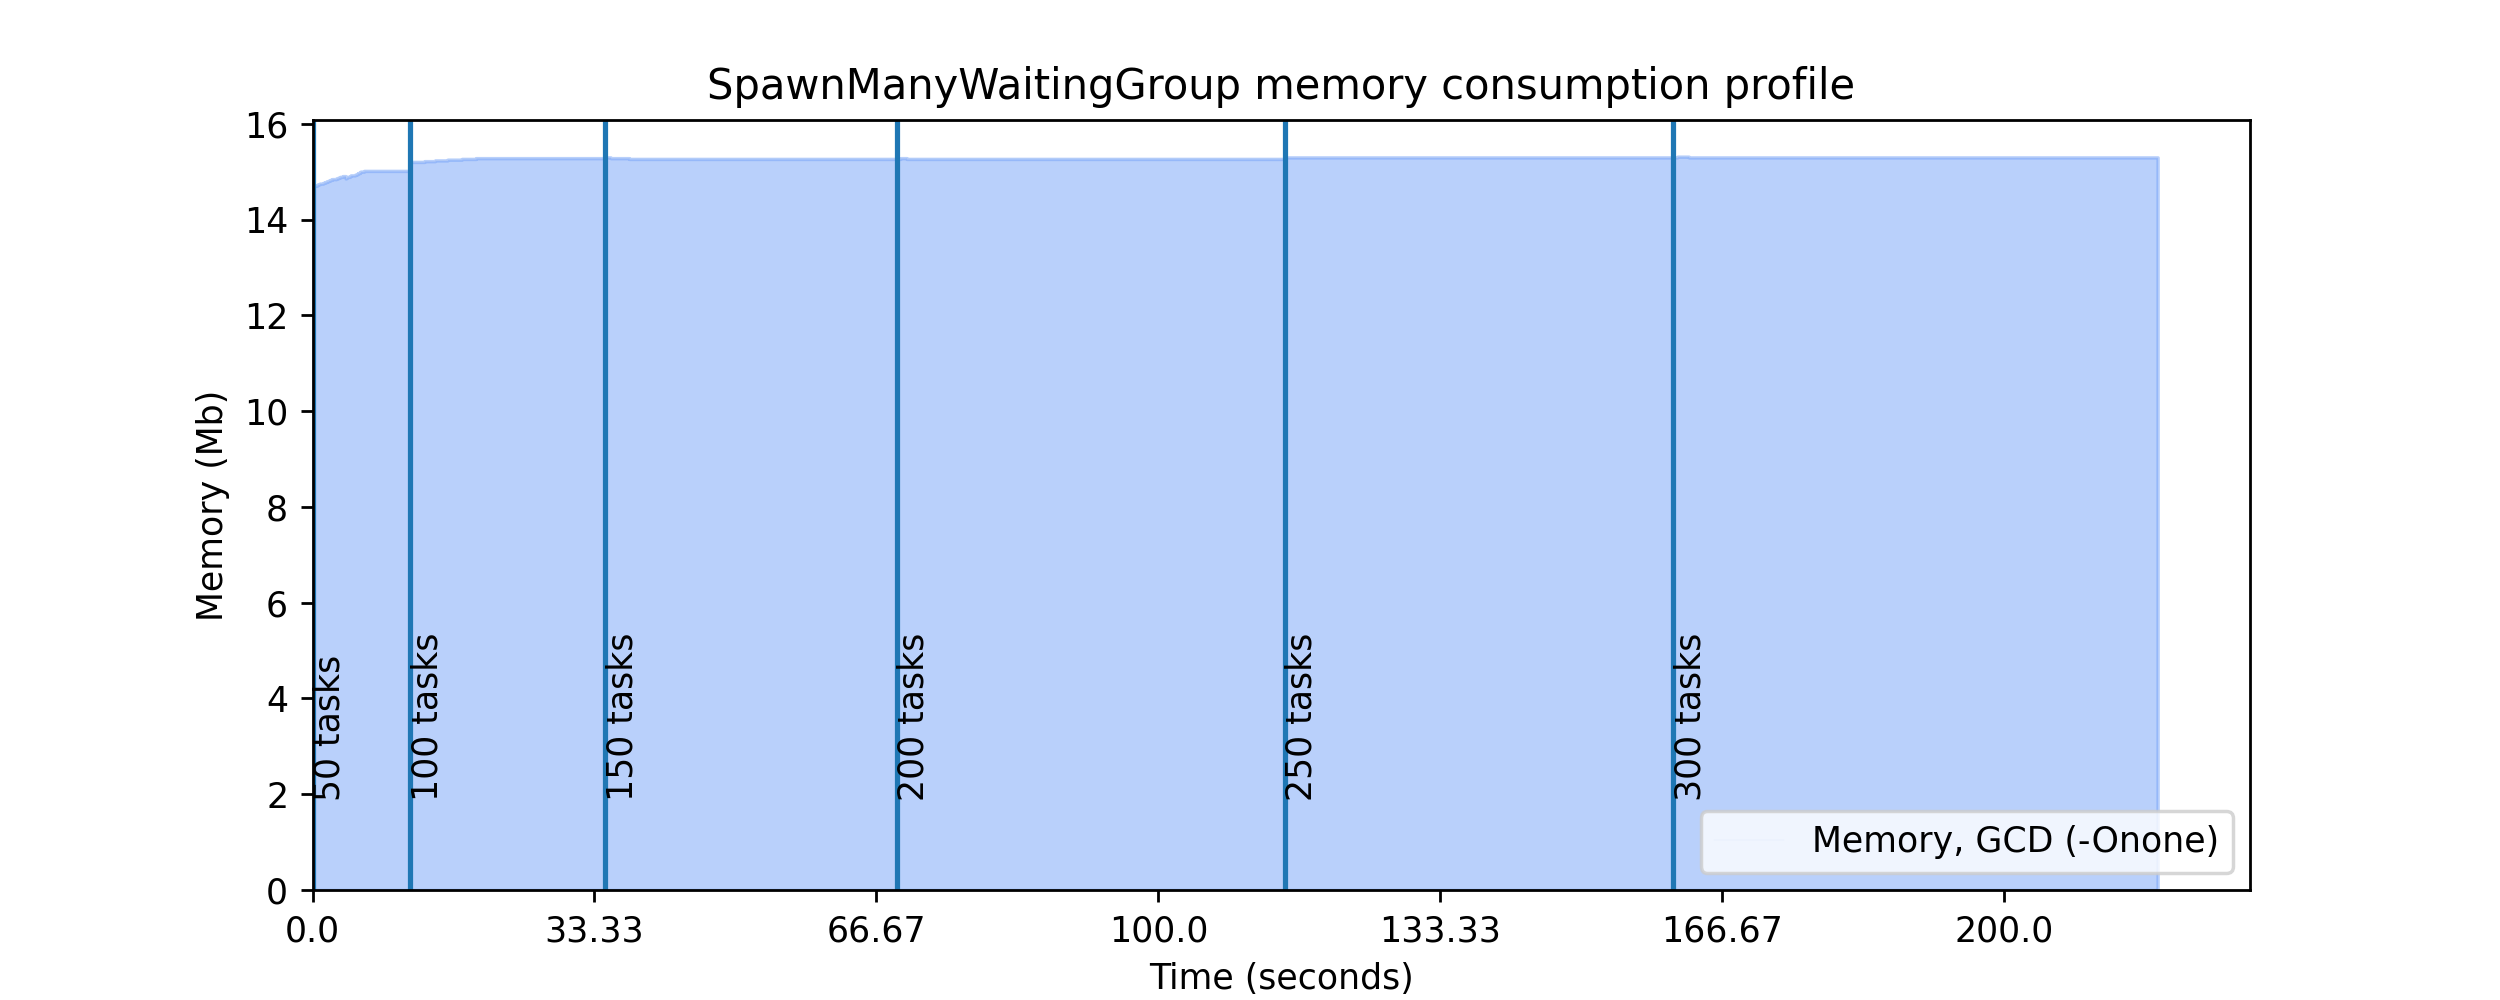 SpawnManyWaitingGroup memory consumption profile
16
14
12
10
8
6
4
2
0
Memory (Mb)
50 tasks
100 tasks
150 tasks
200 tasks
250 tasks
300 tasks
Memory, GCD (-Onone)
0.0
33.33
66.67
100.0
133.33
166.67
200.0
Time (seconds)